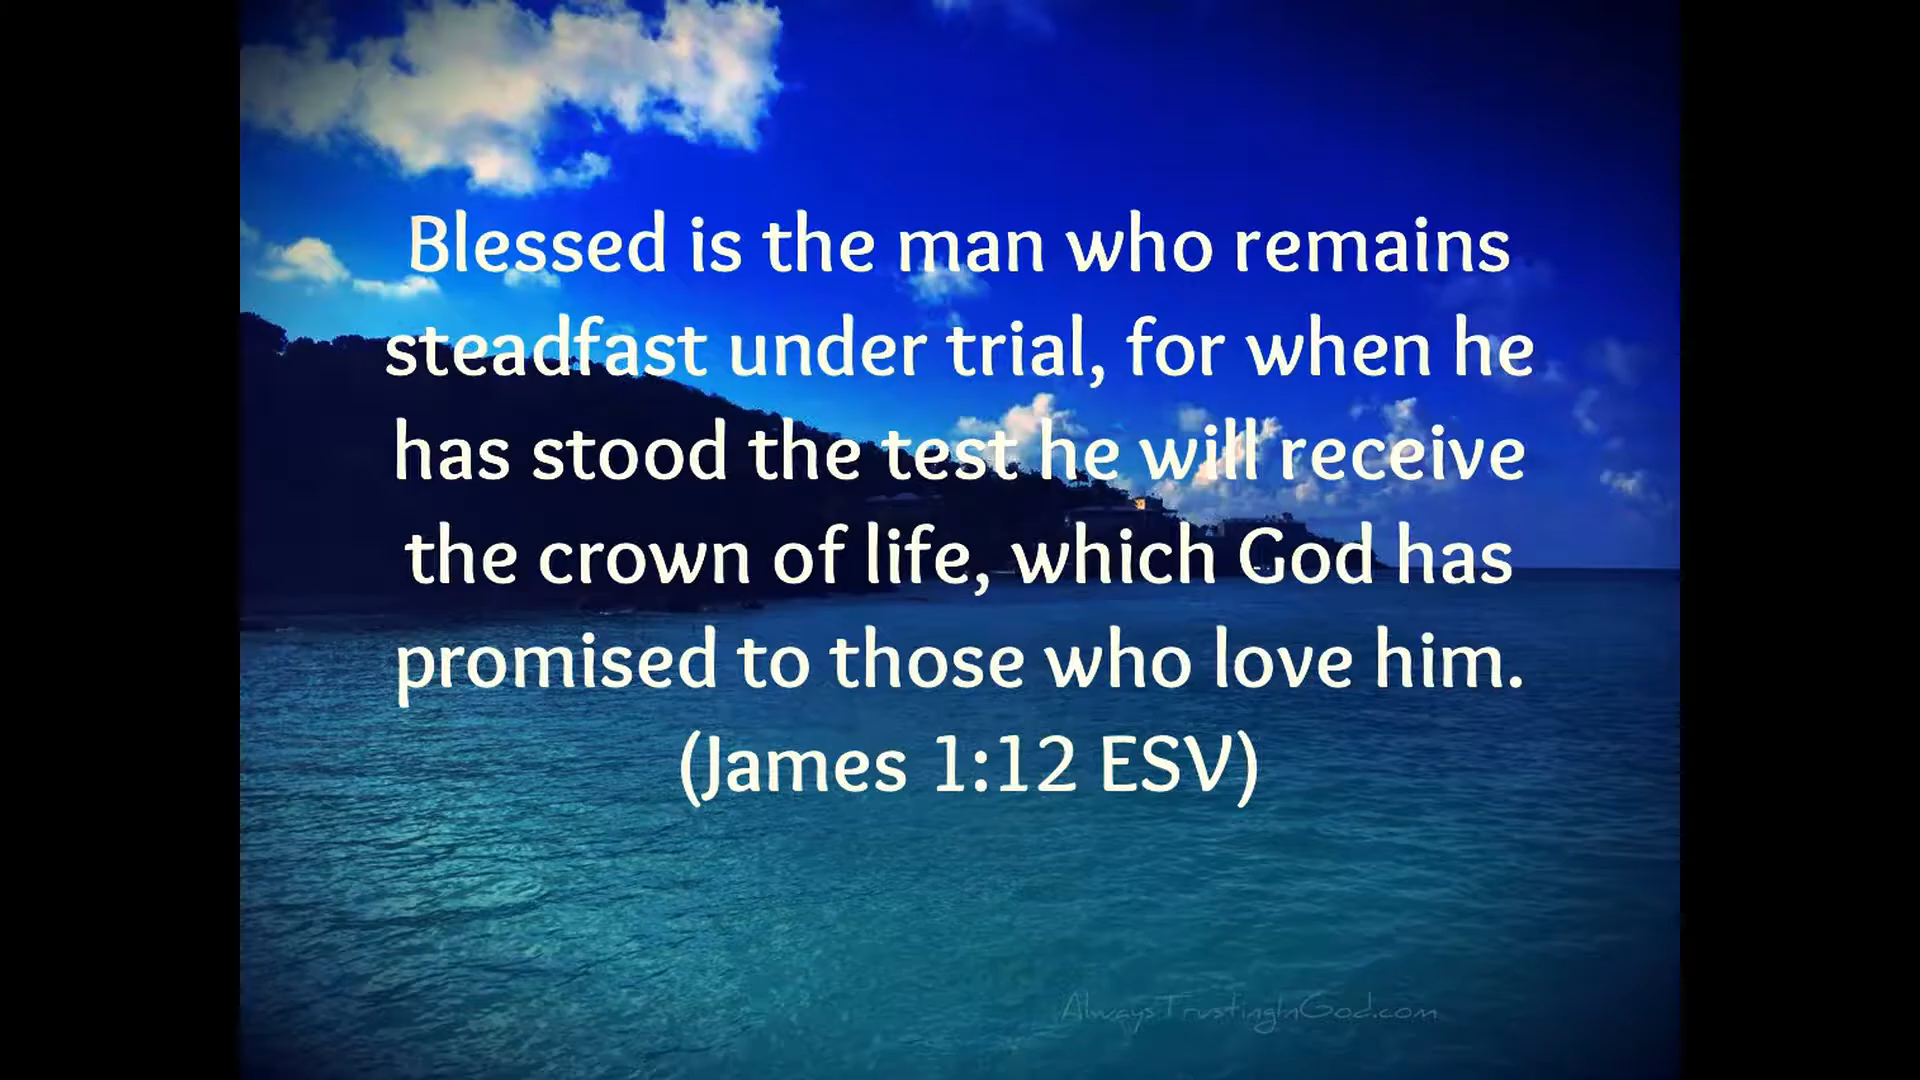 Blessed is the man who remains
steadfast under trial, for when he
has stood the test he will receive
the crown of life, which God has
promised to those who love him.
(James 1:12 ESV)
AlwaysTrustingInGod.com